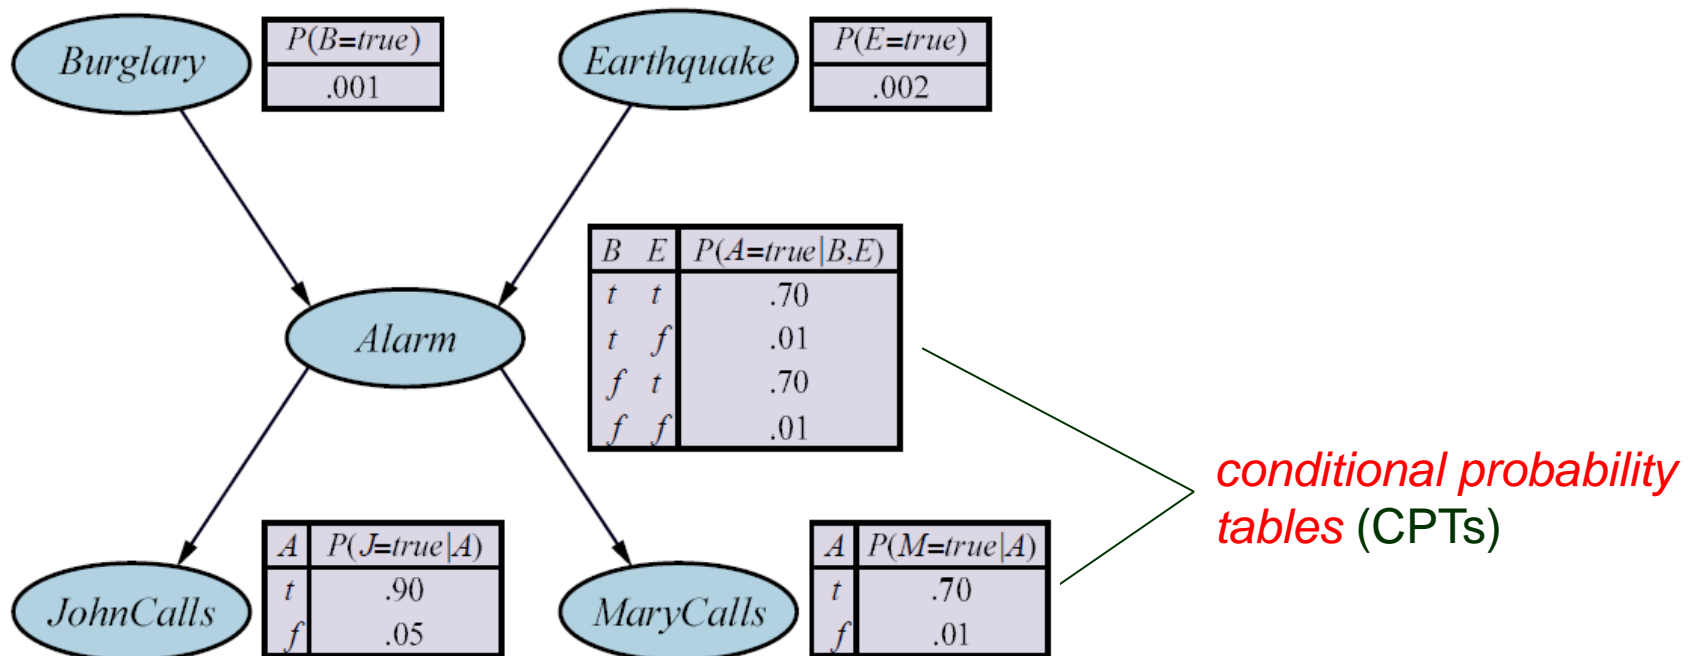 Burglary
P(B=true)
.001
Earthquake
P(E=true)
.002
B E P(A=true|B,E)
t t .70
t f .01
f t .70
f f .01
Alarm
conditional probability
tables (CPTs)
JohnCalls
A P(J=true|A)
t .90
f .05
MaryCalls
A P(M=true|A)
t .70
f .01